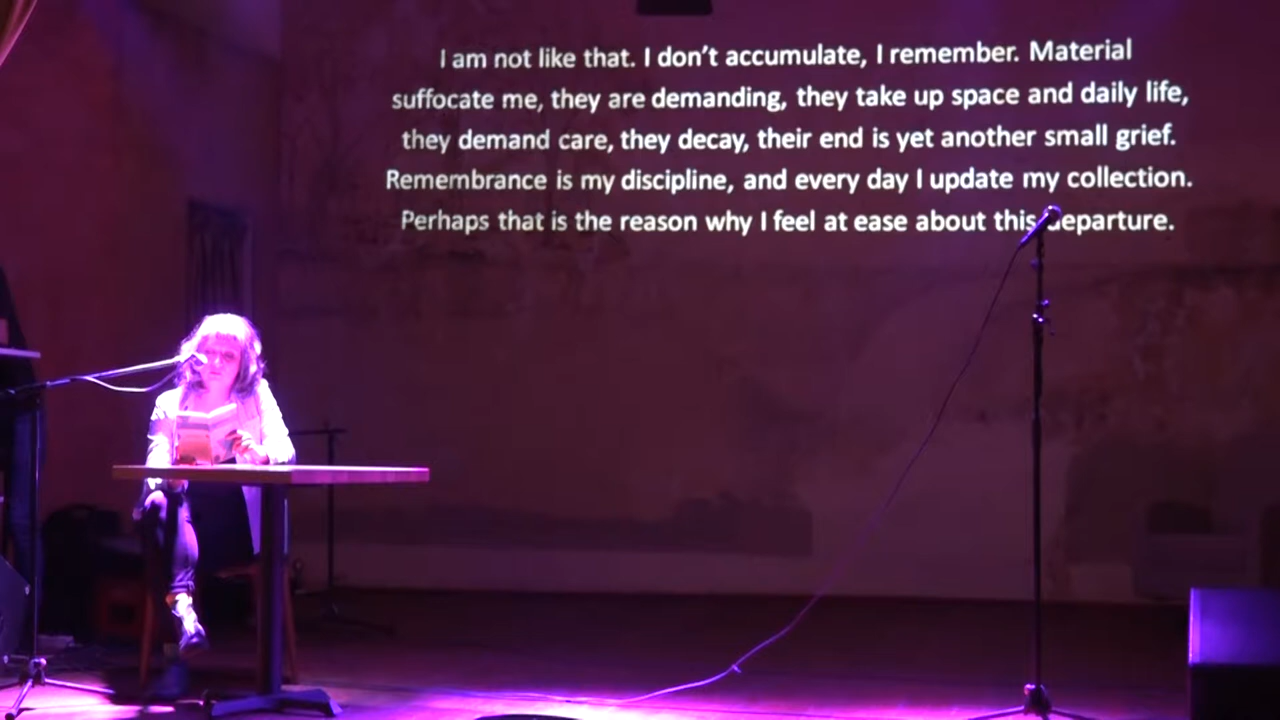 I am not like that. I don't accumulate, I remember. Material
suffocate me, they are demanding, they take up space and daily life,
they demand care, they decay, their end is yet another small grief.
Remembrance is my discipline, and every day I update my collection.
Perhaps that is the reason why I feel at ease about this departure.